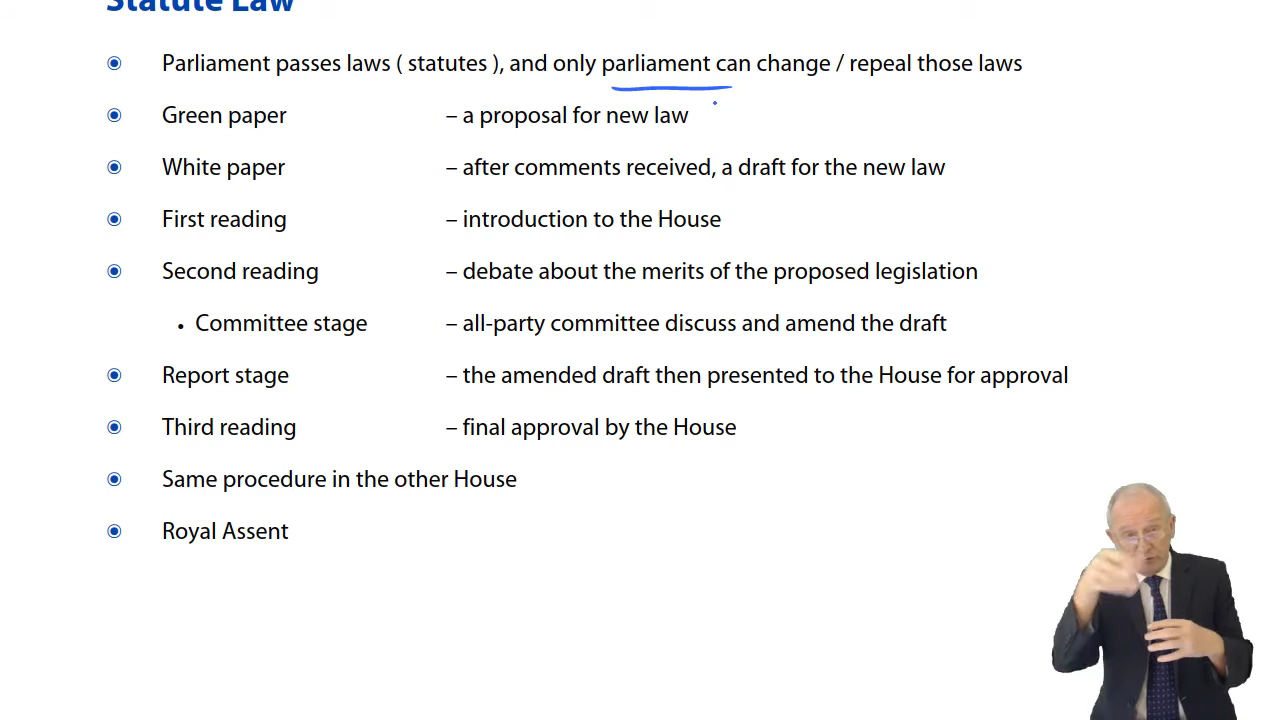 Statute Law
Parliament passes laws ( statutes ), and only parliament can change / repeal those laws
Green paper – a proposal for new law
White paper – after comments received, a draft for the new law
First reading – introduction to the House
Second reading – debate about the merits of the proposed legislation
• Committee stage – all-party committee discuss and amend the draft
Report stage – the amended draft then presented to the House for approval
Third reading – final approval by the House
Same procedure in the other House
Royal Assent